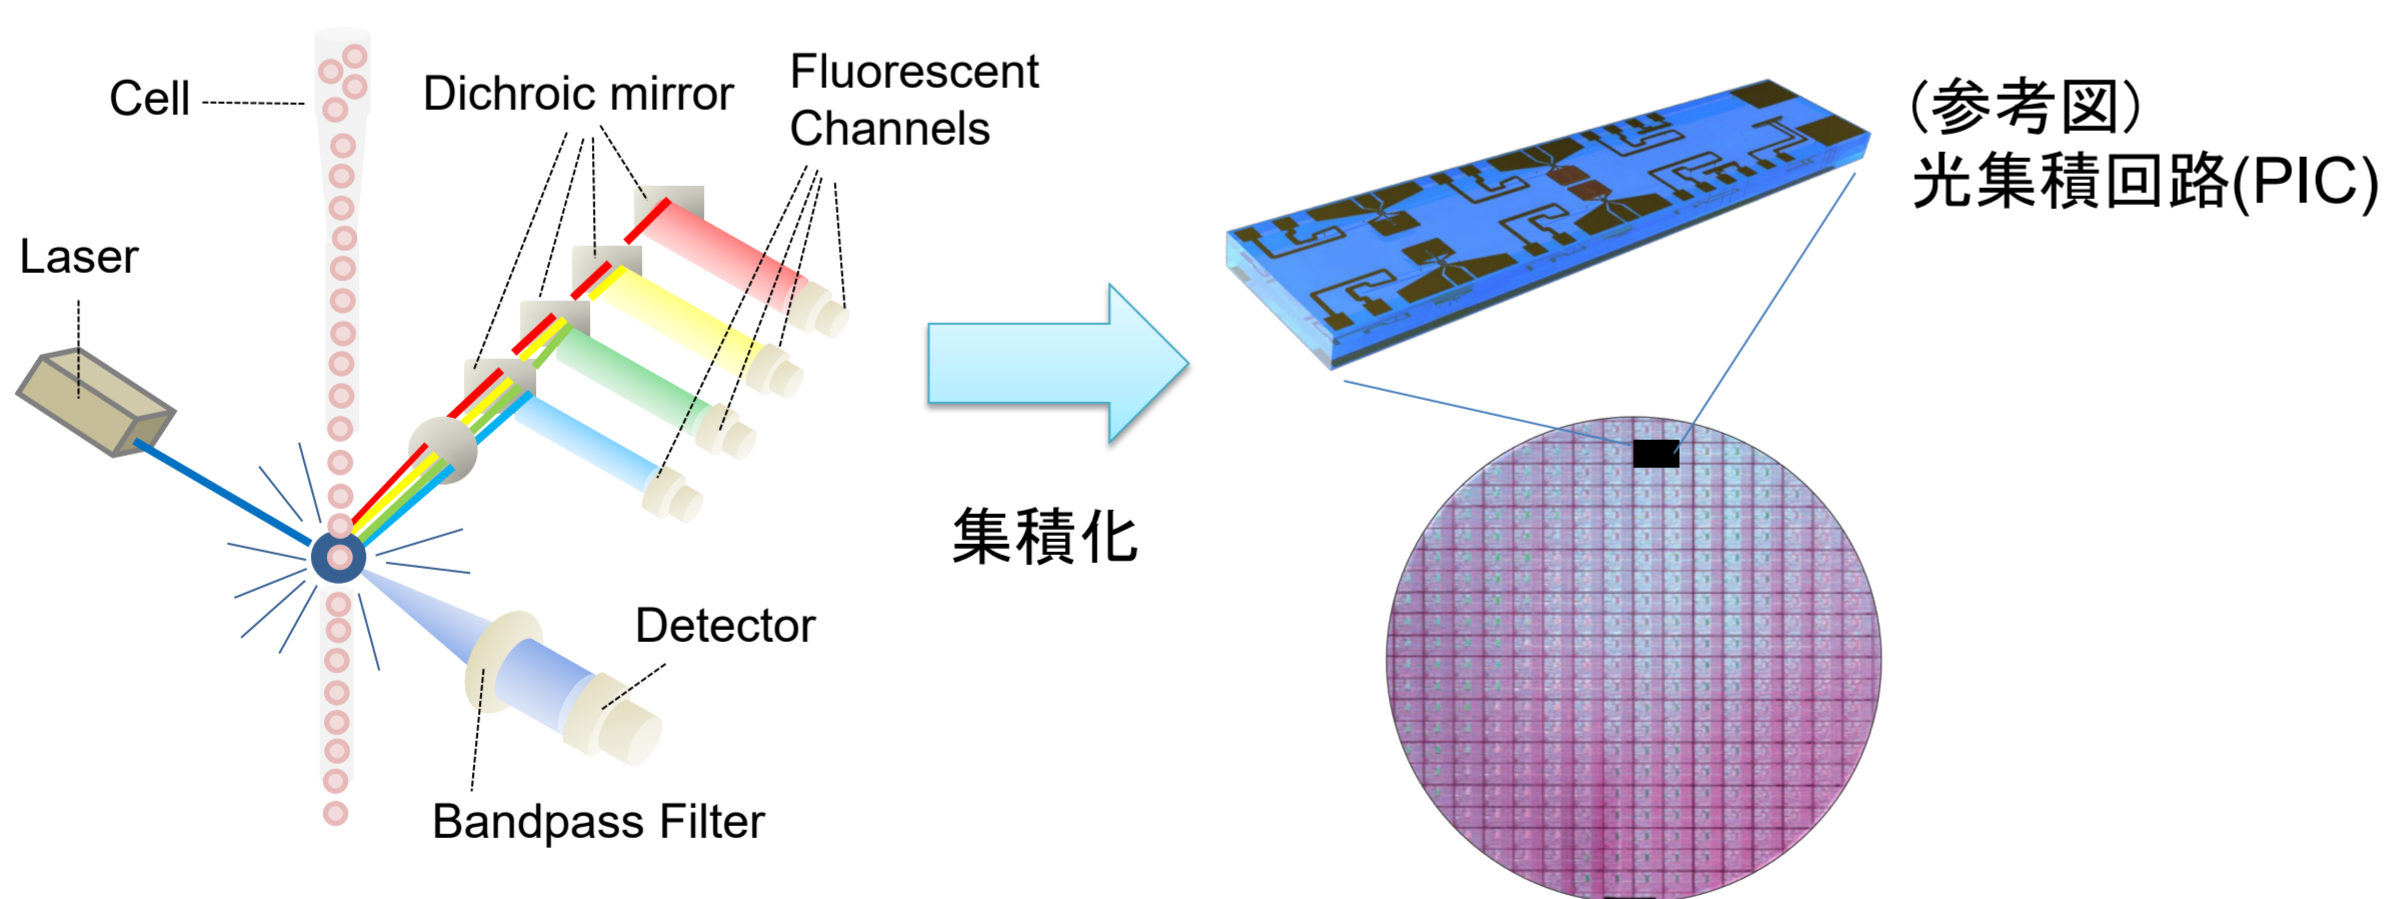 Cell
Dichroic mirror
Fluorescent
Channels
Laser
Detector
Bandpass Filter
集積化
（参考図）
光集積回路(PIC)